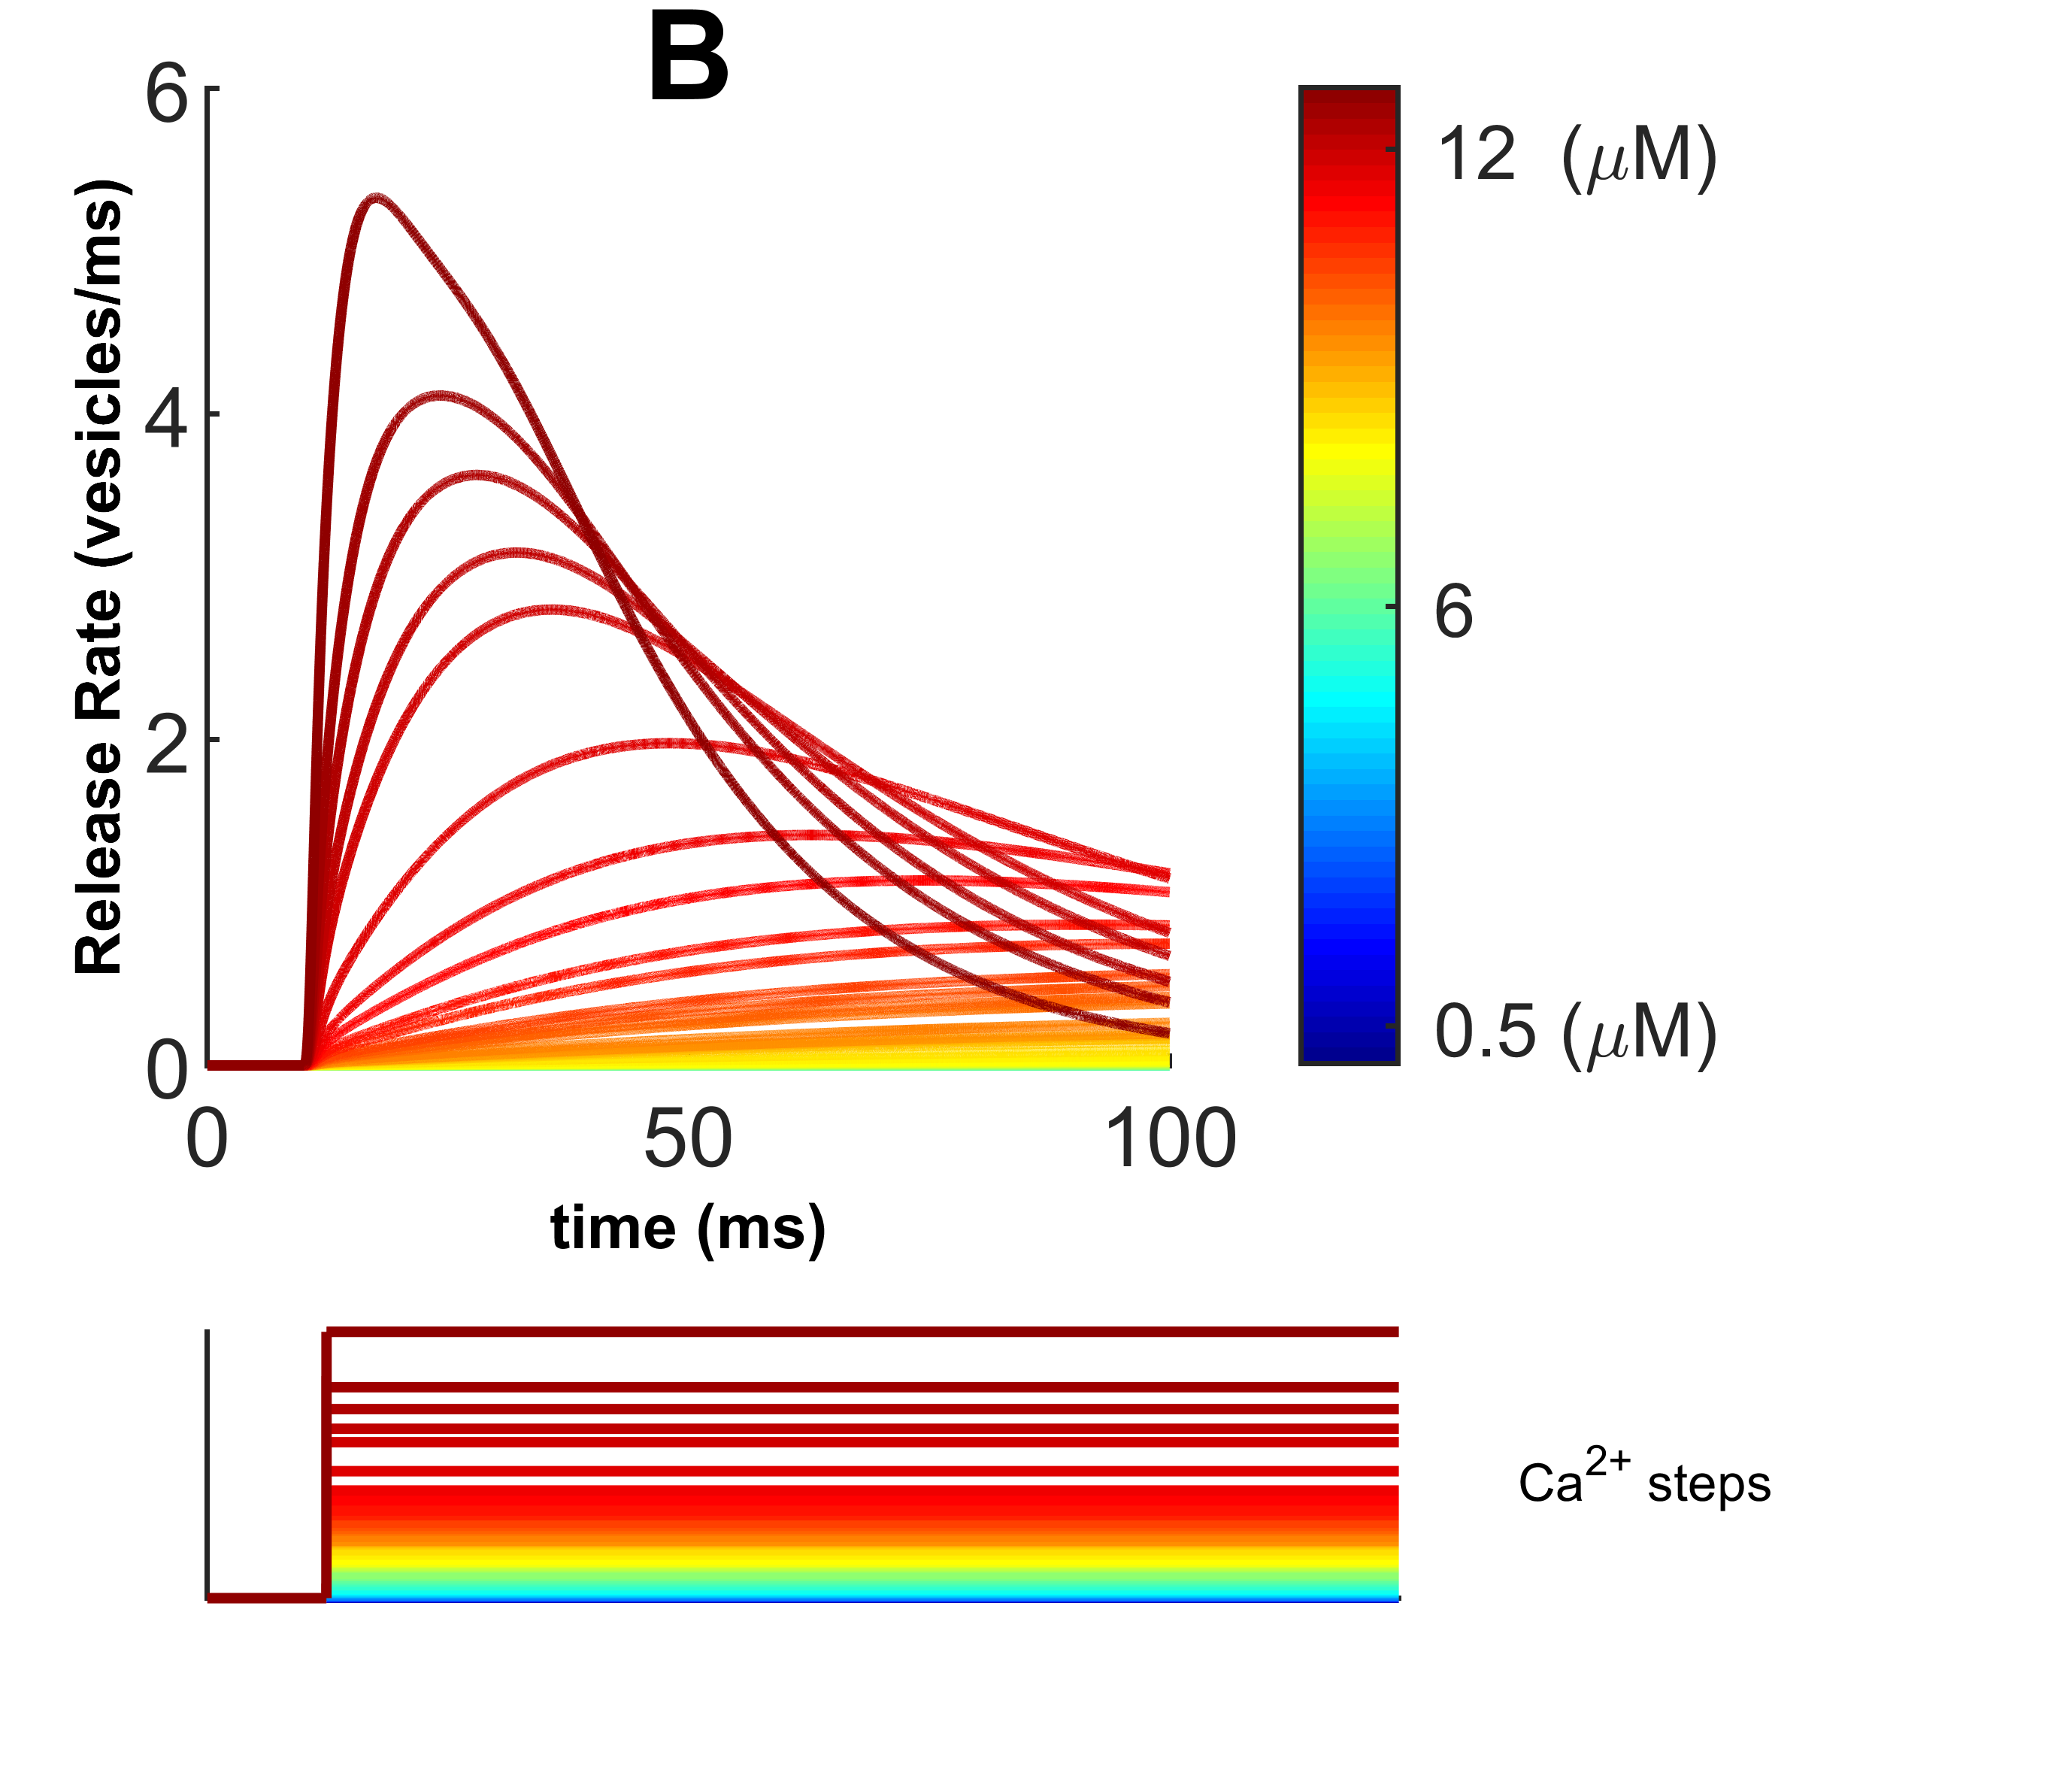 B
6
4
2
0
Release Rate (vesicles/ms)
0 50 100
time (ms)
12 (μM)
6
0.5 (μM)
Ca2+ steps